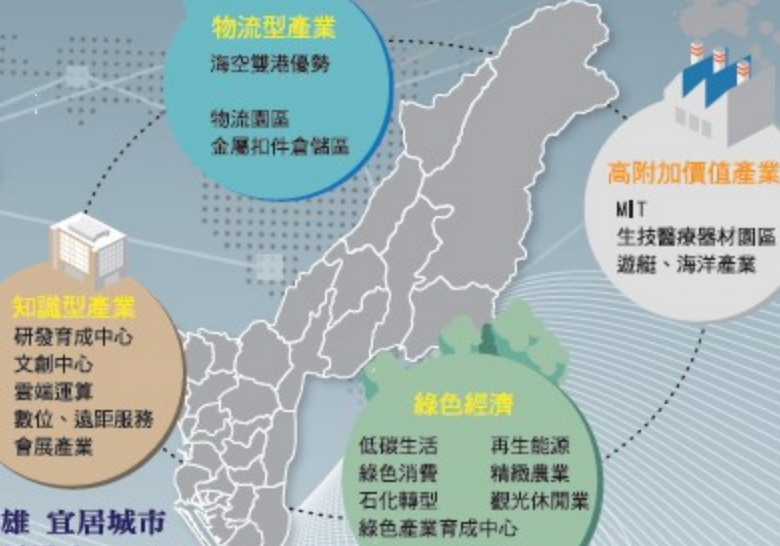 物流型產業
海空雙港優勢
物流園區
金屬扣件倉儲區
高附加價值產業
MIT
生技醫療器材園區
遊艇、海洋產業
知識型產業
研發育成中心
文創中心
雲端運算
數位、遠距服務
會展產業
綠色經濟
低碳生活 再生能源
綠色消費 精緻農業
石化轉型 觀光休閒業
綠色產業育成中心
雄 宜居城市